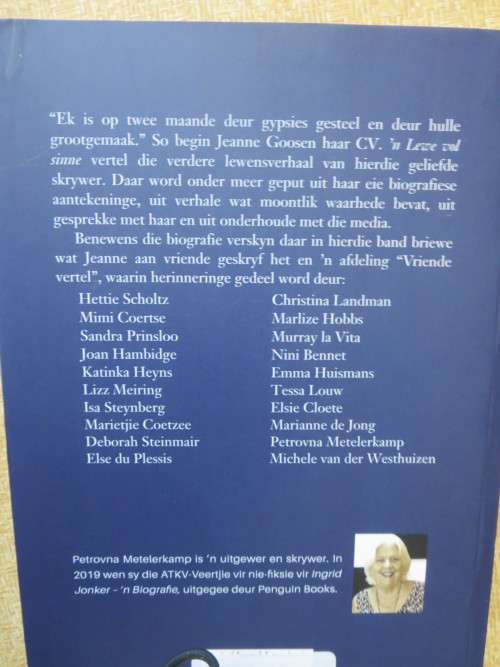 “Ek is op twee maande deur gypsies gesteel en deur hulle
grootgemaak.” So begin Jeanne Goosen haar CV. ’n Lewe vol
sinne vertel die verdere lewensverhaal van hierdie geliefde
skrywer. Daar word onder meer geput uit haar eie biografiese
aantekeninge, uit verhale wat moontlik waarhede bevat, uit
gesprekke met haar en uit onderhoude met die media.
Benewens die biografie verskyn daar in hierdie band briewe
wat Jeanne aan vriende geskryf het en ’n afdeling “Vriende
vertel”, waarin herinneringe gedeel word deur:
Hettie Scholtz
Mimi Coertse
Sandra Prinsloo
Joan Hambidge
Katinka Heyns
Lizz Meiring
Isa Steynberg
Marietjie Coetzee
Deborah Steinmair
Else du Plessis
Christina Landman
Marlize Hobbs
Murray la Vita
Nini Bennet
Emma Huismans
Tessa Louw
Elsie Cloete
Marianne de Jong
Petrovna Metelerkamp
Michele van der Westhuizen
Petrovna Metelerkamp is ’n uitgewer en skrywer. In
2019 wen sy die ATKV-Veertjie vir nie-fiksie vir Ingrid
Jonker – ’n Biografie, uitgegee deur Penguin Books.